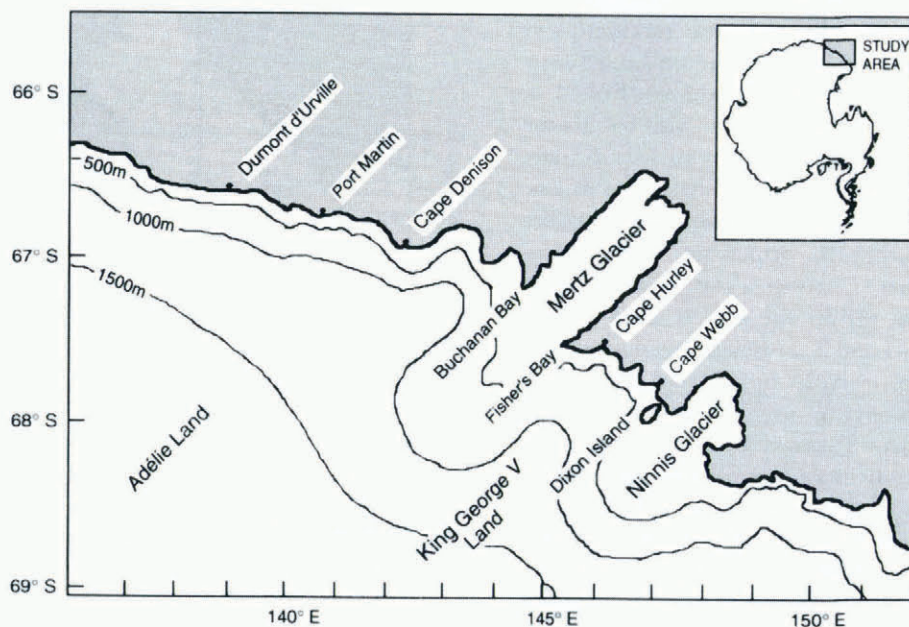 STUDY
AREA
66° S
67° S
68° S
69° S
500m
1000m
1500m
Dumont d'Urville
Port Martin
Cape Denison
Mertz Glacier
Cape Hurley
Cape Webb
Buchanan Bay
Fisher's Bay
Dixon Island
Ninnis Glacier
Adélie Land
King George V
Land
140° E
145° E
150° E